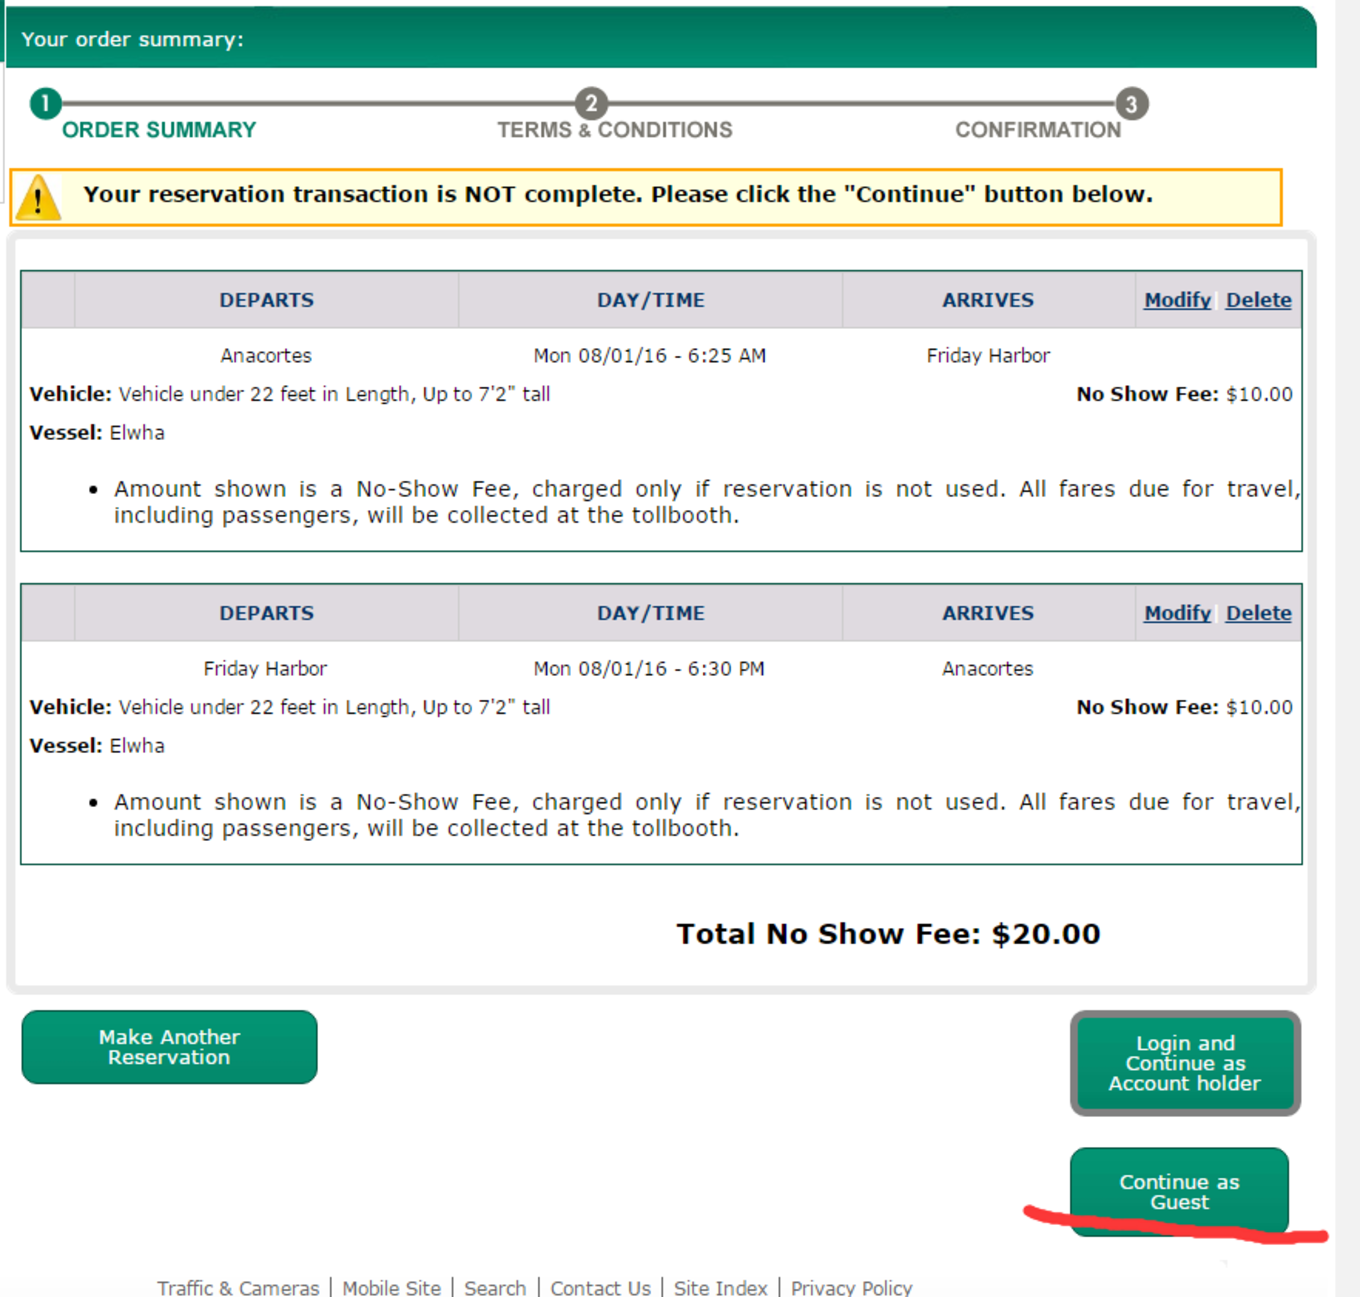 Your order summary:
1 2 3
ORDER SUMMARY TERMS & CONDITIONS CONFIRMATION
Your reservation transaction is NOT complete. Please click the "Continue" button below.
DEPARTS DAY/TIME ARRIVES Modify | Delete
Anacortes Mon 08/01/16 - 6:25 AM Friday Harbor
Vehicle: Vehicle under 22 feet in Length, Up to 7'2" tall No Show Fee: $10.00
Vessel: Elwha
• Amount shown is a No-Show Fee, charged only if reservation is not used. All fares due for travel,
including passengers, will be collected at the tollbooth.
DEPARTS DAY/TIME ARRIVES Modify | Delete
Friday Harbor Mon 08/01/16 - 6:30 PM Anacortes
Vehicle: Vehicle under 22 feet in Length, Up to 7'2" tall No Show Fee: $10.00
Vessel: Elwha
• Amount shown is a No-Show Fee, charged only if reservation is not used. All fares due for travel,
including passengers, will be collected at the tollbooth.
Total No Show Fee: $20.00
Make Another
Reservation
Login and
Continue as
Account holder
Continue as
Guest
Traffic & Cameras | Mobile Site | Search | Contact Us | Site Index | Privacy Policy